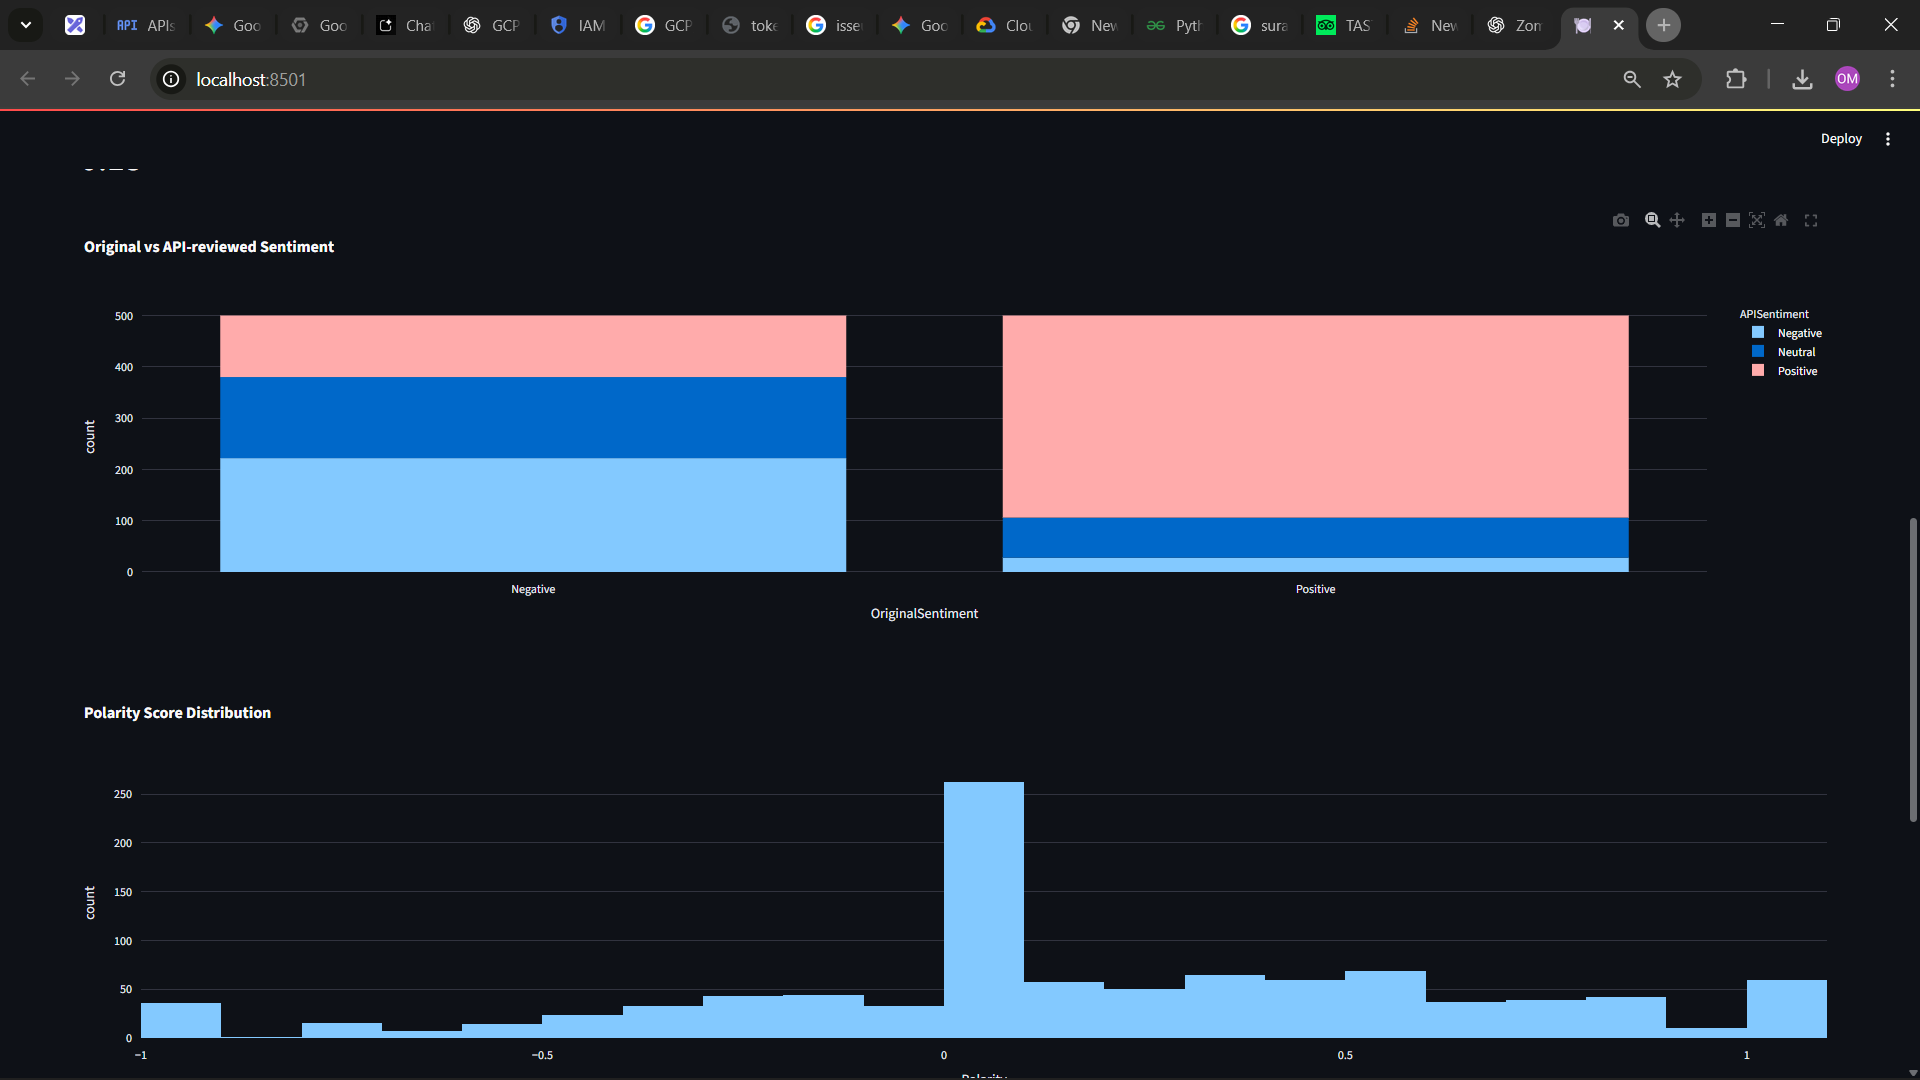 API APIs
Goo
Goo
Cha
GCP
IAM
GCP
toke
isse
Goo
Clou
New
Pyth
sura
TAS
New
Zom
localhost:8501
OM
Deploy
Original vs API-reviewed Sentiment
500
400
300
200
100
0
count
Negative
Positive
OriginalSentiment
APISentiment
Negative
Neutral
Positive
Polarity Score Distribution
250
200
150
100
50
0
count
−1
−0.5
0
0.5
1